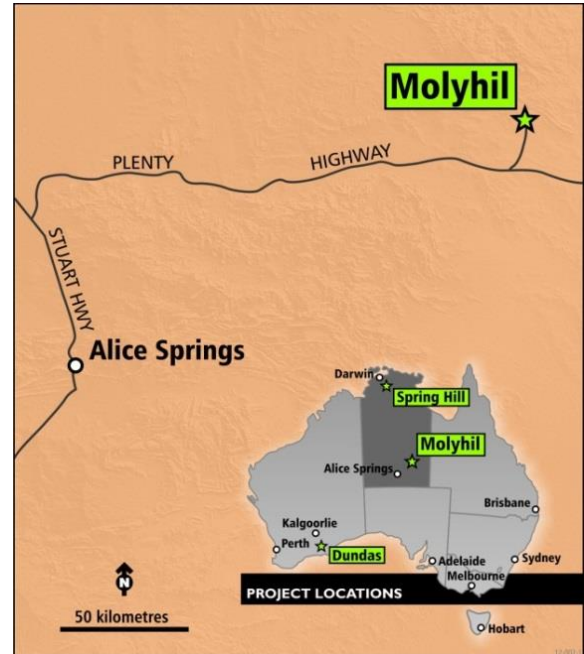 Molyhil
PLENTY
HIGHWAY
STUART HWY
Alice Springs
Darwin
Spring Hill
Molyhil
Alice Springs
Brisbane
Kalgoorlie
Perth
Dundas
Adelaide
Sydney
Melbourne
N
PROJECT LOCATIONS
50 kilometres
Hobart